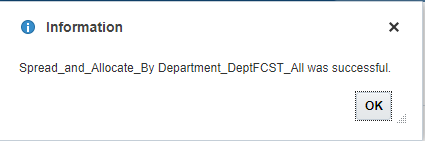 Information
Spread_and_Allocate_By Department_DeptFCST_All was successful.
OK